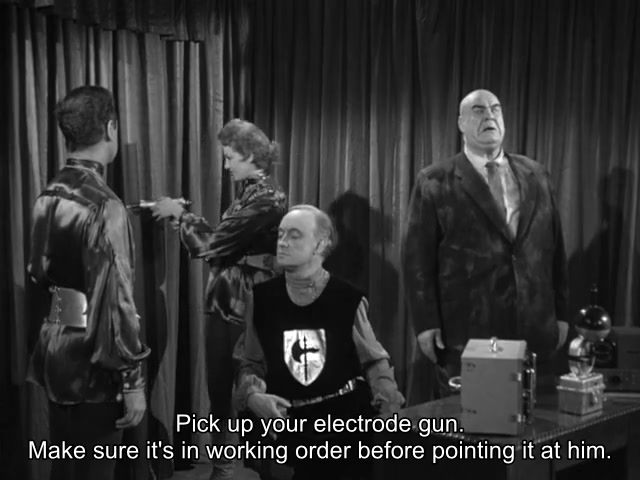 Pick up your electrode gun.
Make sure it's in working order before pointing it at him.